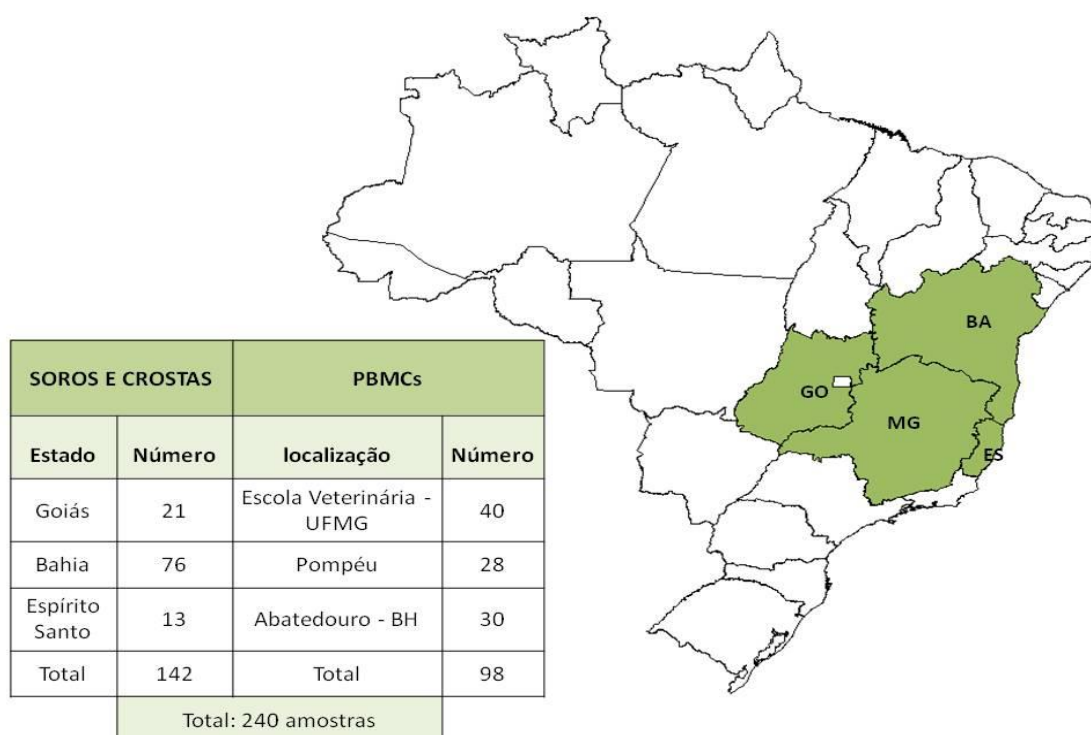 BA
GO
MG
ES
SOROS E CROSTAS PBMCs
Estado Número localização Número
Goiás 21 Escola Veterinária -
UFMG 40
Bahia 76 Pompéu 28
Espírito
Santo 13 Abatedouro - BH 30
Total 142 Total 98
Total: 240 amostras